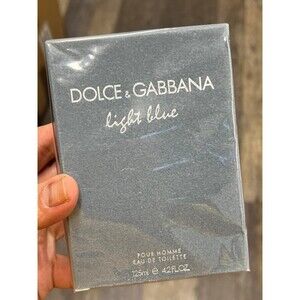 DOLCE & GABBANA
light blue
POUR HOMME
EAU DE TOILETTE
125ml ℮ 4.2FL.OZ.